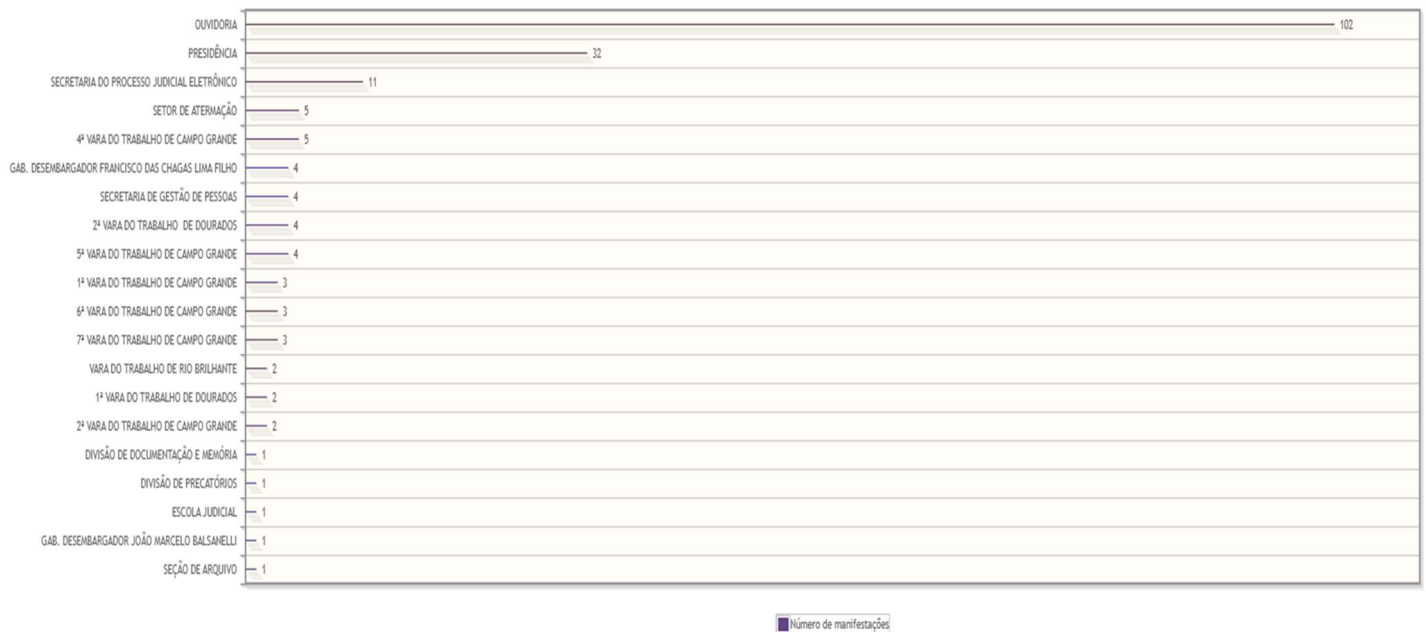 OUVIDORIA 102
PRESIDÊNCIA 32
SECRETARIA DO PROCESSO JUDICIAL ELETRÔNICO 11
SETOR DE ATERMAÇÃO 5
4ª VARA DO TRABALHO DE CAMPO GRANDE 5
GAB. DESEMBARGADOR FRANCISCO DAS CHAGAS LIMA FILHO 4
SECRETARIA DE GESTÃO DE PESSOAS 4
2ª VARA DO TRABALHO DE DOURADOS 4
5ª VARA DO TRABALHO DE CAMPO GRANDE 4
1ª VARA DO TRABALHO DE CAMPO GRANDE 3
6ª VARA DO TRABALHO DE CAMPO GRANDE 3
7ª VARA DO TRABALHO DE CAMPO GRANDE 3
VARA DO TRABALHO DE RIO BRILHANTE 2
1ª VARA DO TRABALHO DE DOURADOS 2
2ª VARA DO TRABALHO DE CAMPO GRANDE 2
DIVISÃO DE DOCUMENTAÇÃO E MEMÓRIA 1
DIVISÃO DE PRECATÓRIOS 1
ESCOLA JUDICIAL 1
GAB. DESEMBARGADOR JOÃO MARCELO BALSANELLI 1
SEÇÃO DE ARQUIVO 1
Número de manifestações